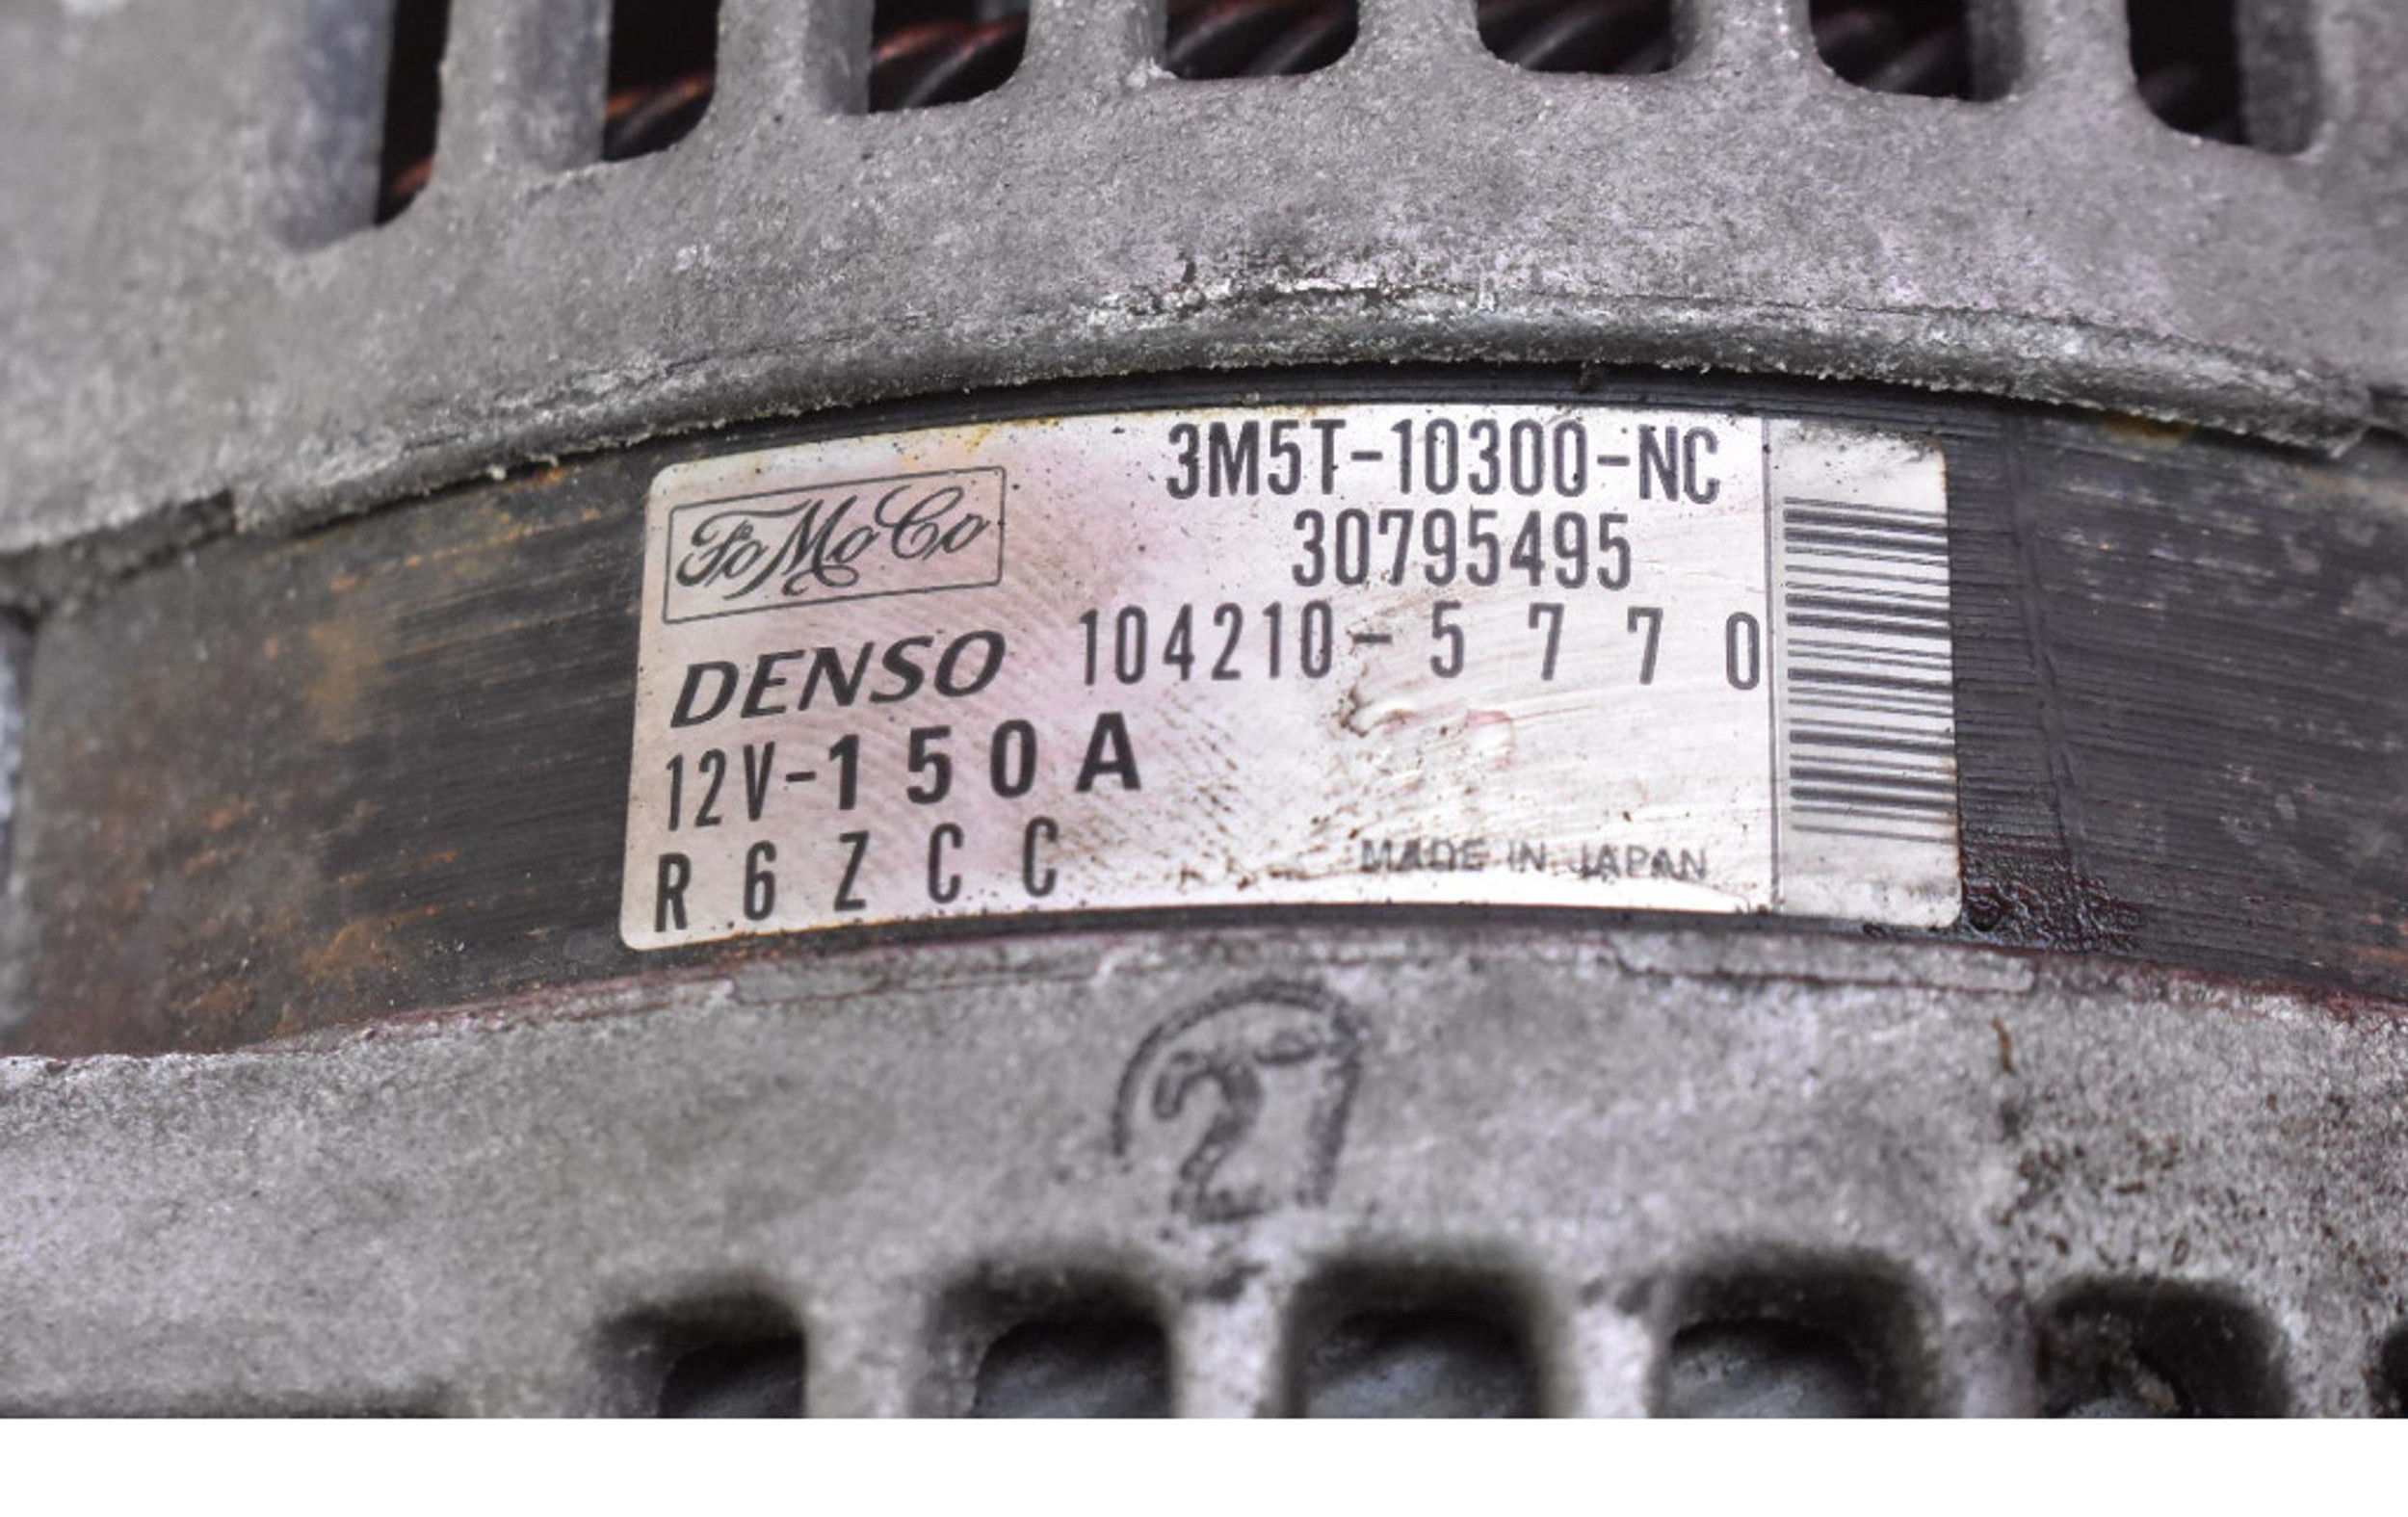 3M5T-10300-NC
FoMoCo
30795495
DENSO 104210-5770
12V-150A
R6ZCC
MADE IN JAPAN
27